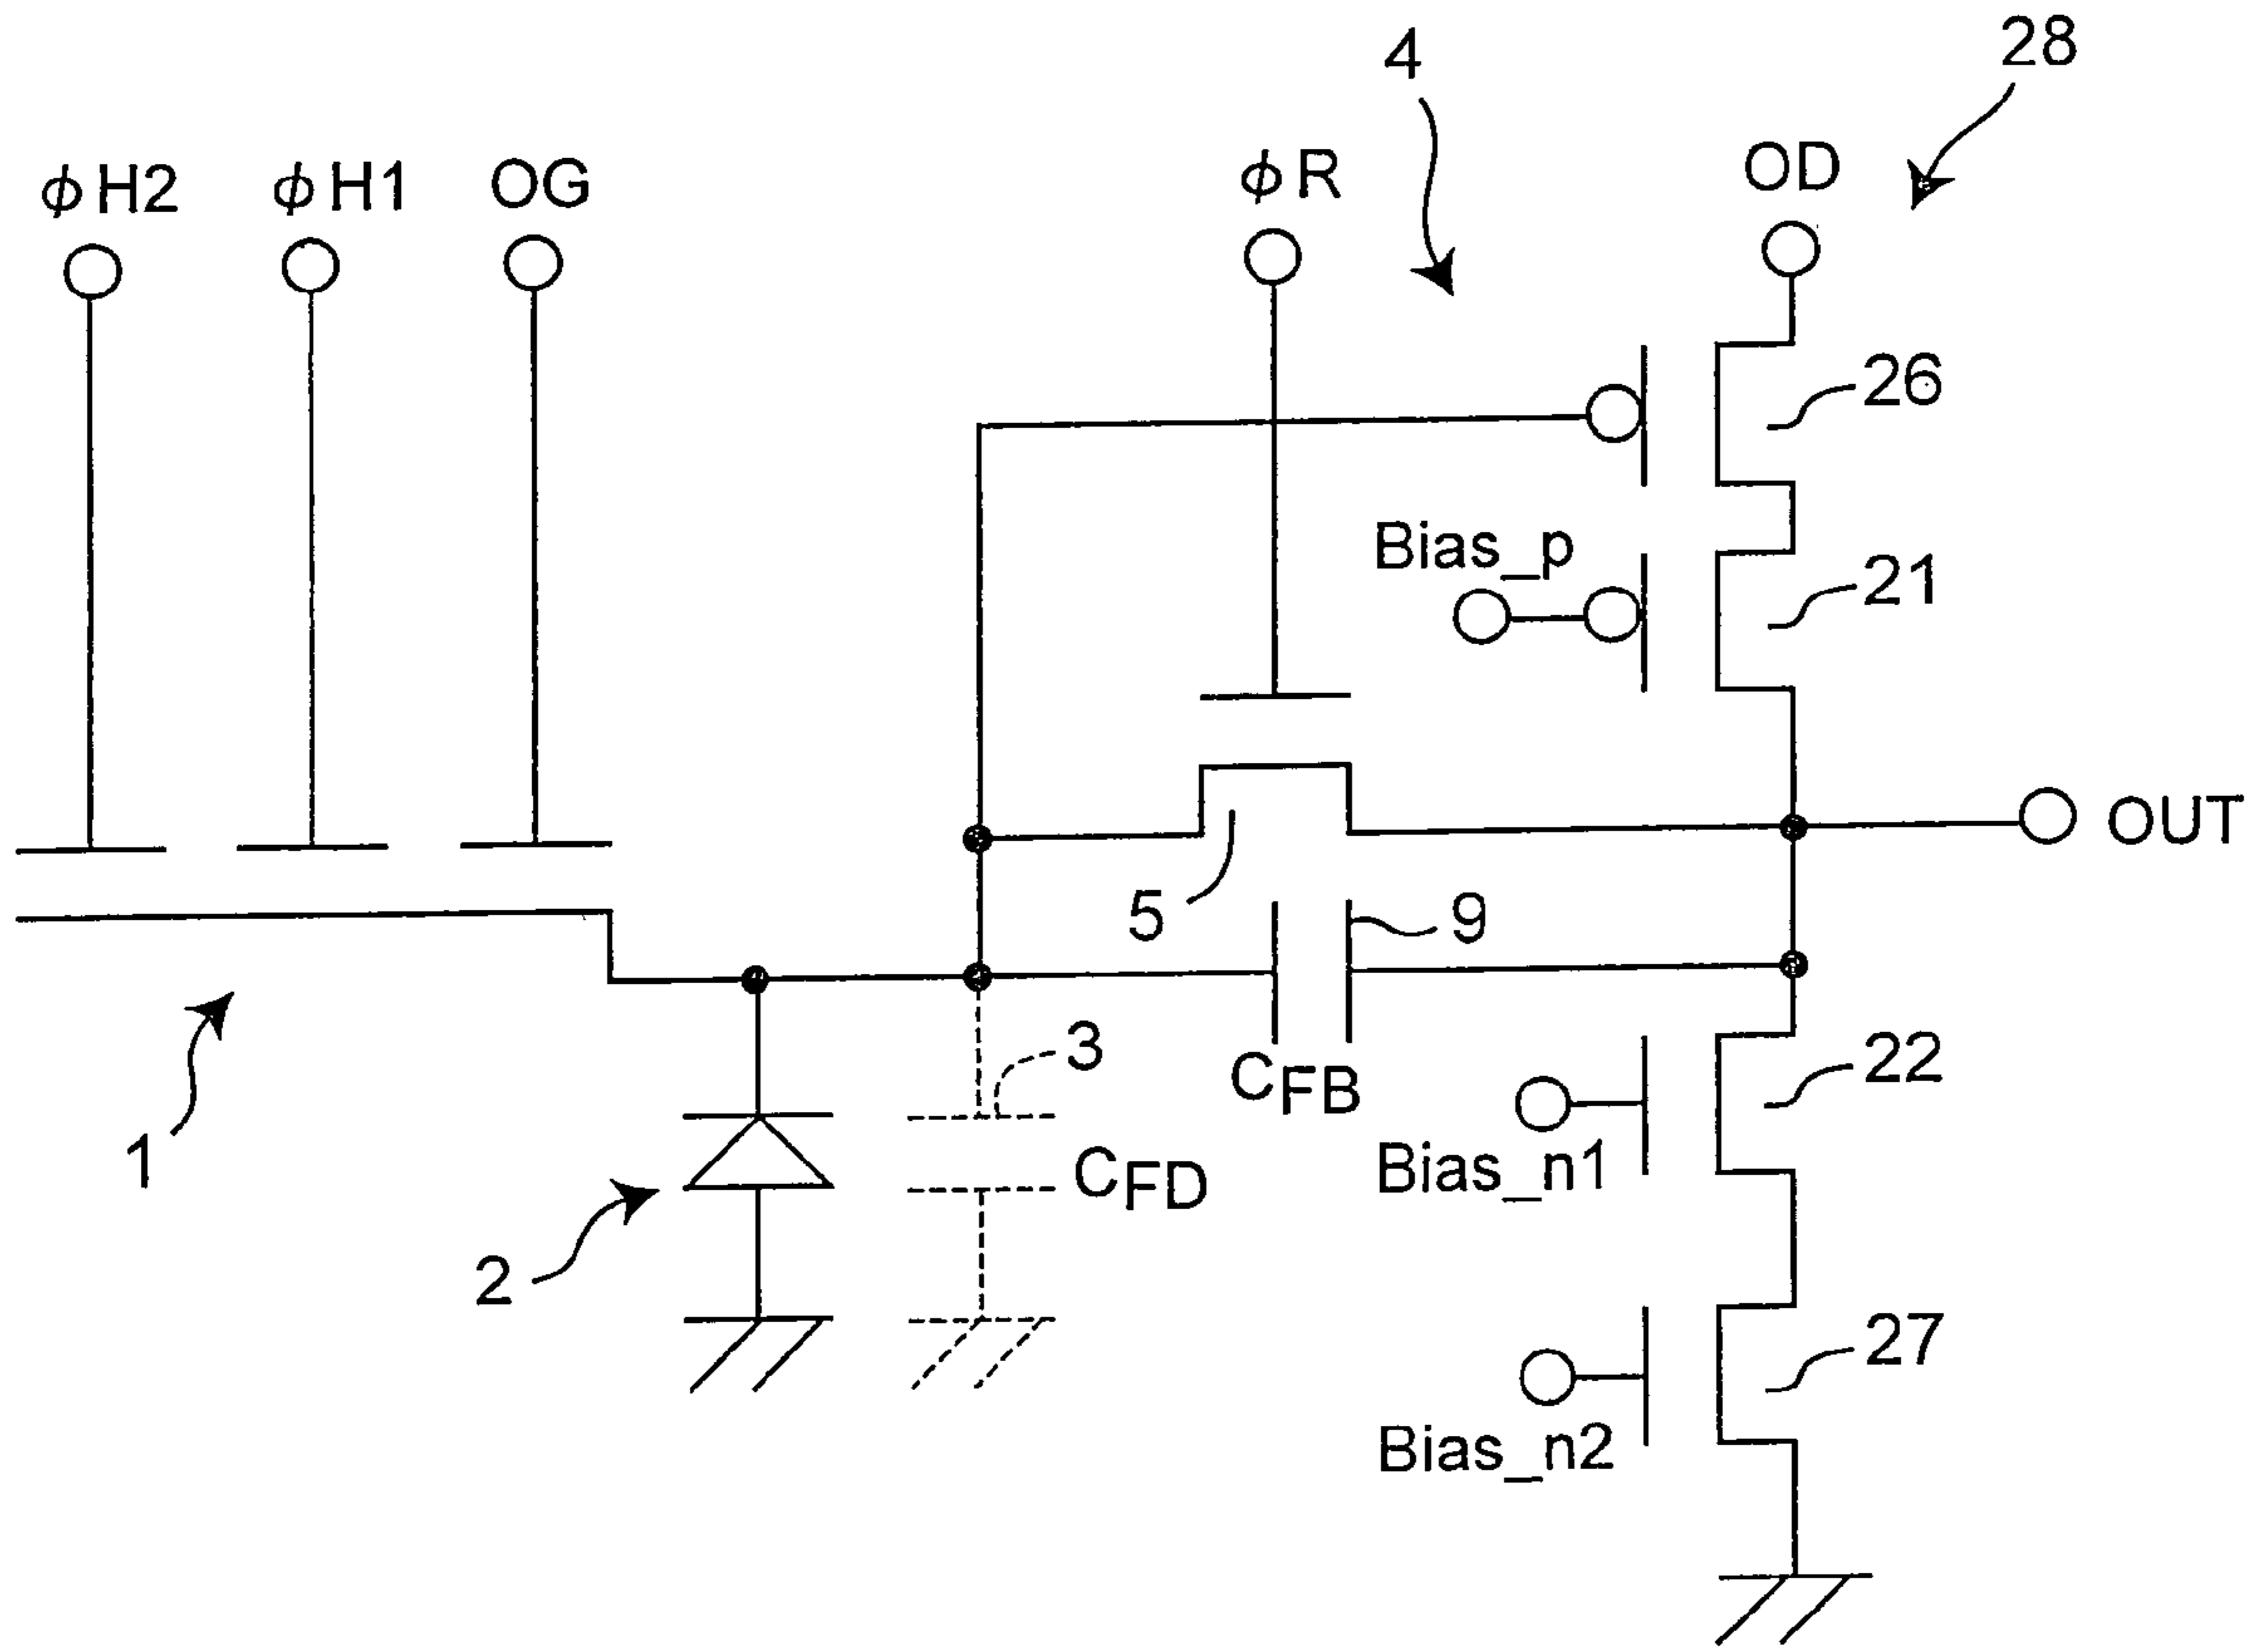 4
28
φH2
φH1
OG
φR
OD
26
Bias_p
21
OUT
5
9
CFB
3
22
1
CFD
Bias_n1
2
27
Bias_n2